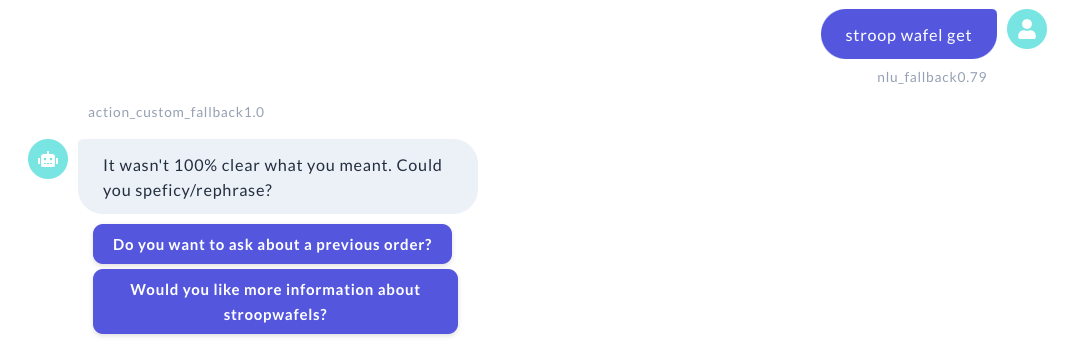 stroop wafel get
nlu_fallback0.79
action_custom_fallback1.0
It wasn't 100% clear what you meant. Could
you speficy/rephrase?
Do you want to ask about a previous order?
Would you like more information about
stroopwafels?